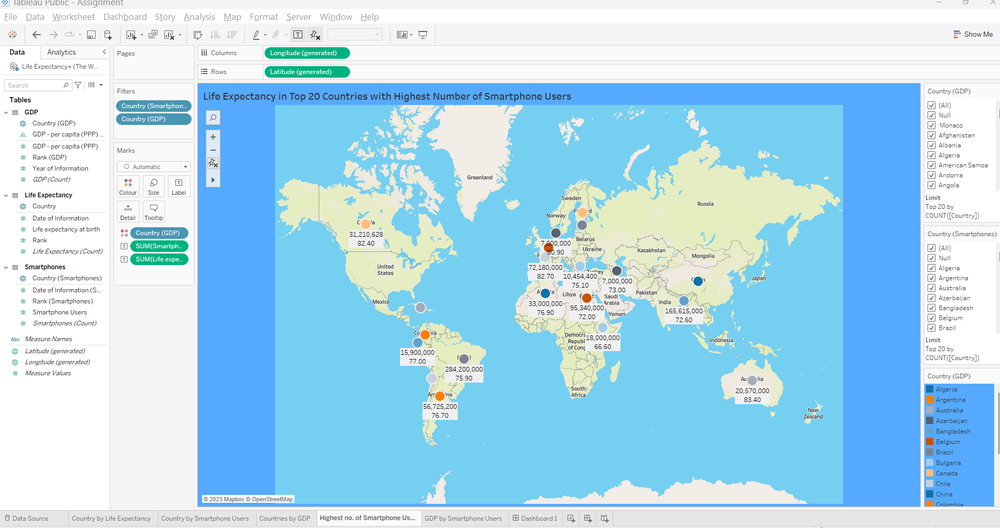 Tableau Public - Assignment
File Data Worksheet Dashboard Story Analysis Map Format Server Window Help
Show Me
Data
Analytics
Life Expectancy+ (The W...
Search
Tables
GDP
Country (GDP)
GDP - per capita (PPP) ...
GDP - per capita (PPP)
Rank (GDP)
Year of Information
GDP (Count)
Life Expectancy
Country
Date of Information
Life expectancy at birth
Rank
Life Expectancy (Count)
Smartphones
Country (Smartphones)
Date of Information (S...
Rank (Smartphones)
Smartphone Users
Smartphones (Count)
Abc Measure Names
Latitude (generated)
Longitude (generated)
Measure Values
Pages
Filters
Country (Smartphon..
Country (GDP)
Marks
Automatic
Colour
Size
Label
Detail
Tooltip
Country (GDP)
SUM(Smartph..
SUM(Life expe..
Columns
Longitude (generated)
Rows
Latitude (generated)
Life Expectancy in Top 20 Countries with Highest Number of Smartphone Users
Greenland
Sweden
Russia
Norway
31,210,628
82.40
Belarus
7,000,000
Ukraine
80.90
Kazakhstan
Mongolia
United
States
72,180,000
82.70
10,454,400
75.10
Turkey
7,000,000
73.00
Japan
Pakistan
Libya
Saudi
Arabia
Mexico
India
33,000,000
76.90
95,340,000
72.00
Yemen
165,615,000
72.60
18,000,000
66.60
Indonesia
15,900,000
77.00
284,200,000
75.90
South
Africa
20,570,000
83.40
56,725,200
76.70
New
Zealand
© 2023 Mapbox © OpenStreetMap
Country (GDP)
(All)
Null
Monaco
Afghanistan
Albania
Algeria
American Samoa
Andorra
Angola
Limit
Top 20 by
COUNT([Country])
Country (Smartphones)
(All)
Null
Algeria
Argentina
Australia
Azerbaijan
Bangladesh
Belgium
Brazil
Limit
Top 20 by
COUNT([Country])
Country (GDP)
Algeria
Argentina
Australia
Azerbaijan
Bangladesh
Belgium
Brazil
Bulgaria
Canada
Chile
China
Colombia
Data Source
Country by Life Expectancy
Country by Smartphone Users
Countries by GDP
Highest no. of Smartphone Us...
GDP by Smartphone Users
Dashboard 1